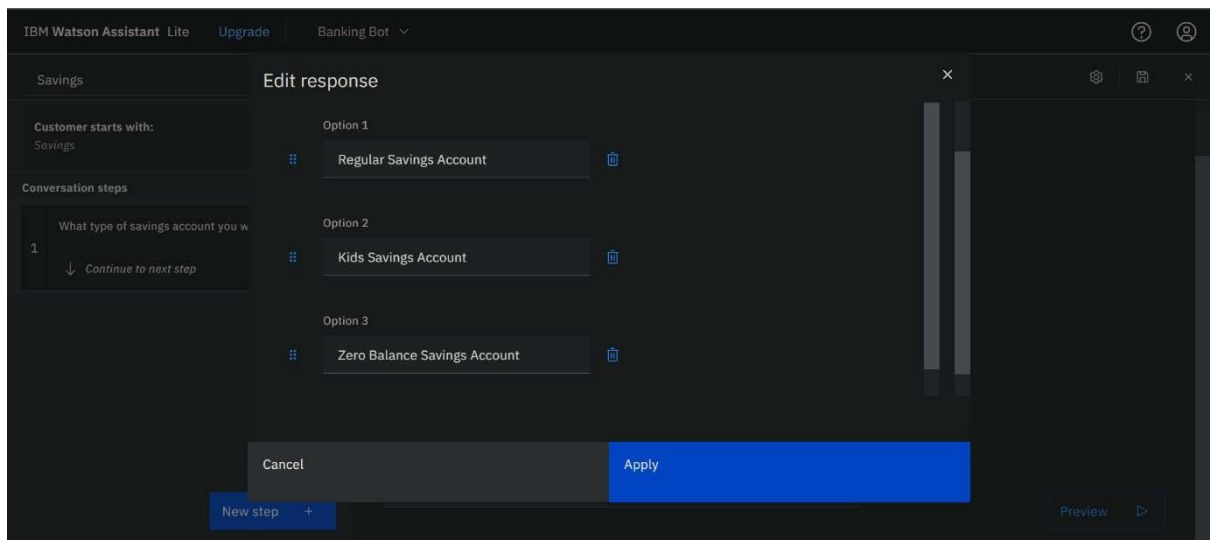 IBM Watson Assistant Lite Upgrade Banking Bot
Savings
Customer starts with:
Savings
Conversation steps
1
What type of savings account you w
Continue to next step
New step +
Edit response
Option 1
Regular Savings Account
Option 2
Kids Savings Account
Option 3
Zero Balance Savings Account
Cancel
Apply
Preview